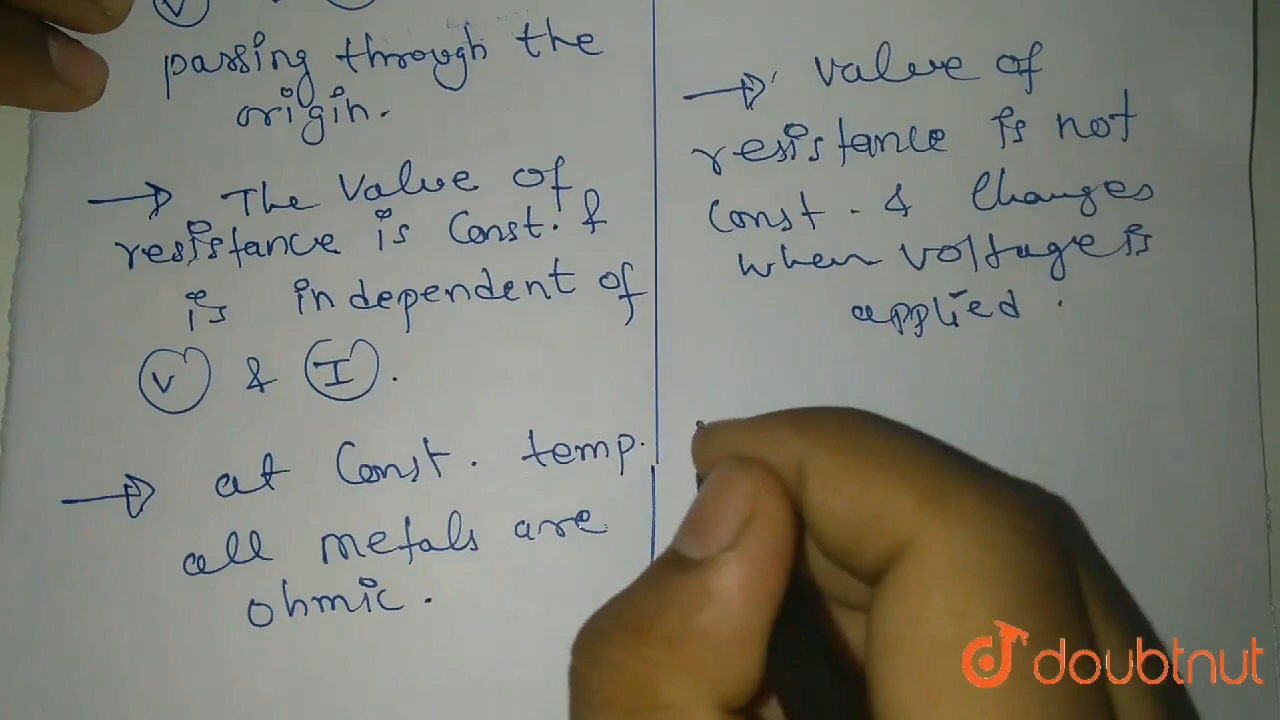 V
passing through the
origin.
→ The Value of
resistance is Const. &
is independent of
V & I.
→ at Const. temp.
all metals are
ohmic.
→ value of
resistance is not
const. & Changes
when voltage is
applied.
doubtnut